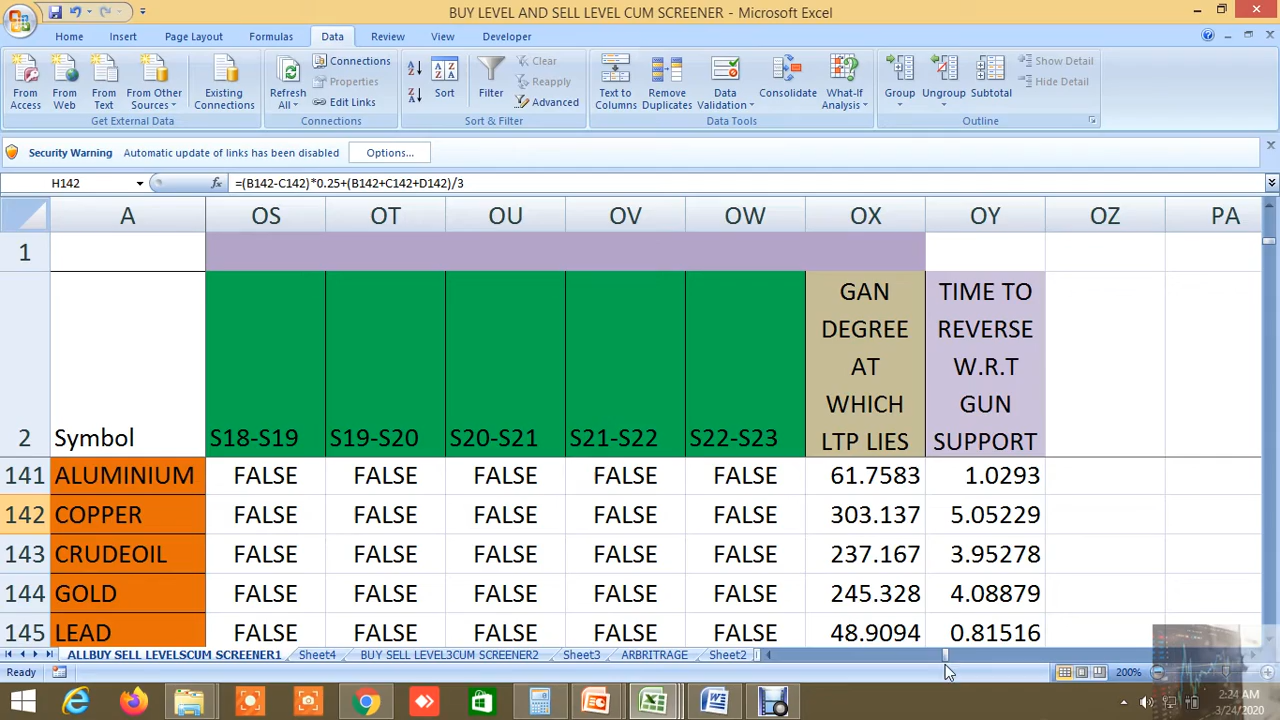 BUY LEVEL AND SELL LEVEL CUM SCREENER - Microsoft Excel
Home Insert Page Layout Formulas Data Review View Developer
From Access
From Web
From Text
From Other Sources
Existing Connections
Get External Data
Refresh All
Connections
Properties
Edit Links
Connections
Sort
Filter
Clear
Reapply
Advanced
Sort & Filter
Text to Columns
Remove Duplicates
Data Validation
Consolidate
What-If Analysis
Data Tools
Group
Ungroup
Subtotal
Show Detail
Hide Detail
Outline
Security Warning Automatic update of links has been disabled Options...
H142 fx =(B142-C142)*0.25+(B142+C142+D142)/3
A OS OT OU OV OW OX OY OZ PA
1
2 Symbol S18-S19 S19-S20 S20-S21 S21-S22 S22-S23
GAN
DEGREE
AT
WHICH
LTP LIES
TIME TO
REVERSE
W.R.T
GUN
SUPPORT
141 ALUMINIUM FALSE FALSE FALSE FALSE FALSE 61.7583 1.0293
142 COPPER FALSE FALSE FALSE FALSE FALSE 303.137 5.05229
143 CRUDEOIL FALSE FALSE FALSE FALSE FALSE 237.167 3.95278
144 GOLD FALSE FALSE FALSE FALSE FALSE 245.328 4.08879
145 LEAD FALSE FALSE FALSE FALSE FALSE 48.9094 0.81516
ALLBUY SELL LEVELSCUM SCREENER1 Sheet4 BUY SELL LEVEL3CUM SCREENER2 Sheet3 ARBRITRAGE Sheet2
Ready 200%
2:24 AM
3/24/2020